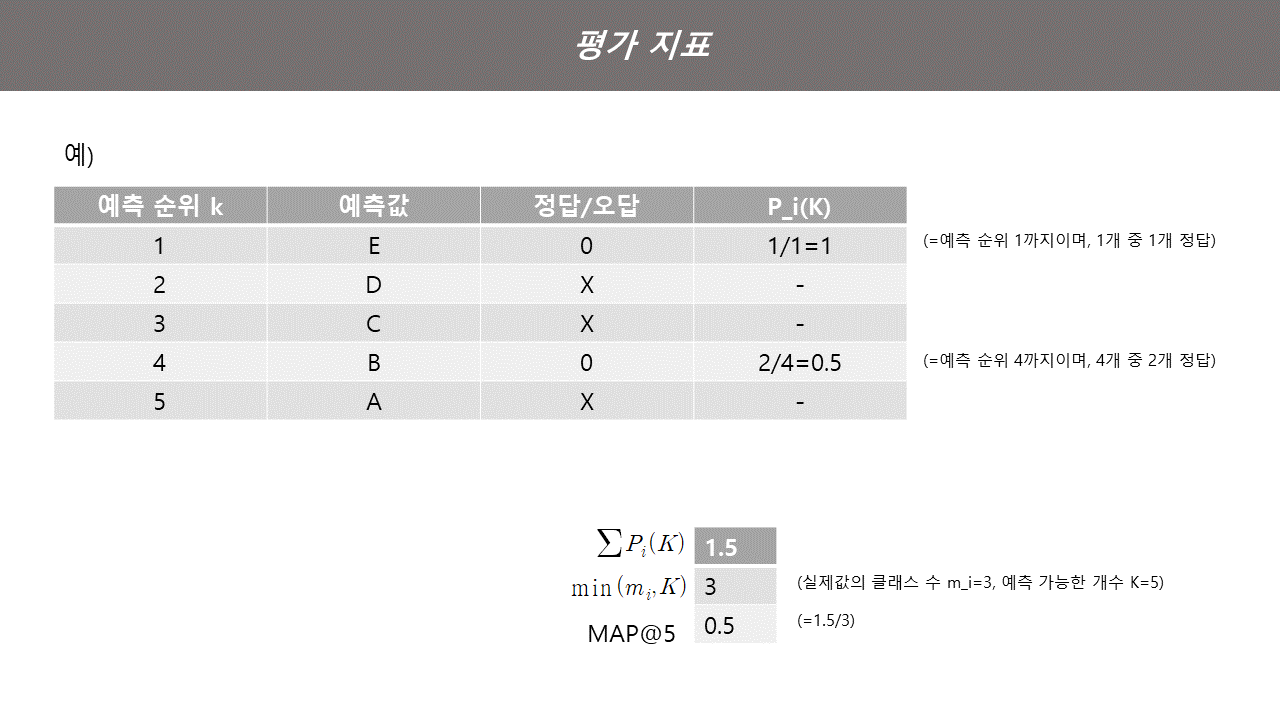 평가 지표
예)
예측 순위 k 예측값 정답/오답 P_i(K)
1 E 0 1/1=1 (=예측 순위 1까지이며, 1개 중 1개 정답)
2 D X -
3 C X -
4 B 0 2/4=0.5 (=예측 순위 4까지이며, 4개 중 2개 정답)
5 A X -
∑P_i(K) 1.5
min(m_i,K) 3 (실제값의 클래스 수 m_i=3, 예측 가능한 개수 K=5)
MAP@5 0.5 (=1.5/3)